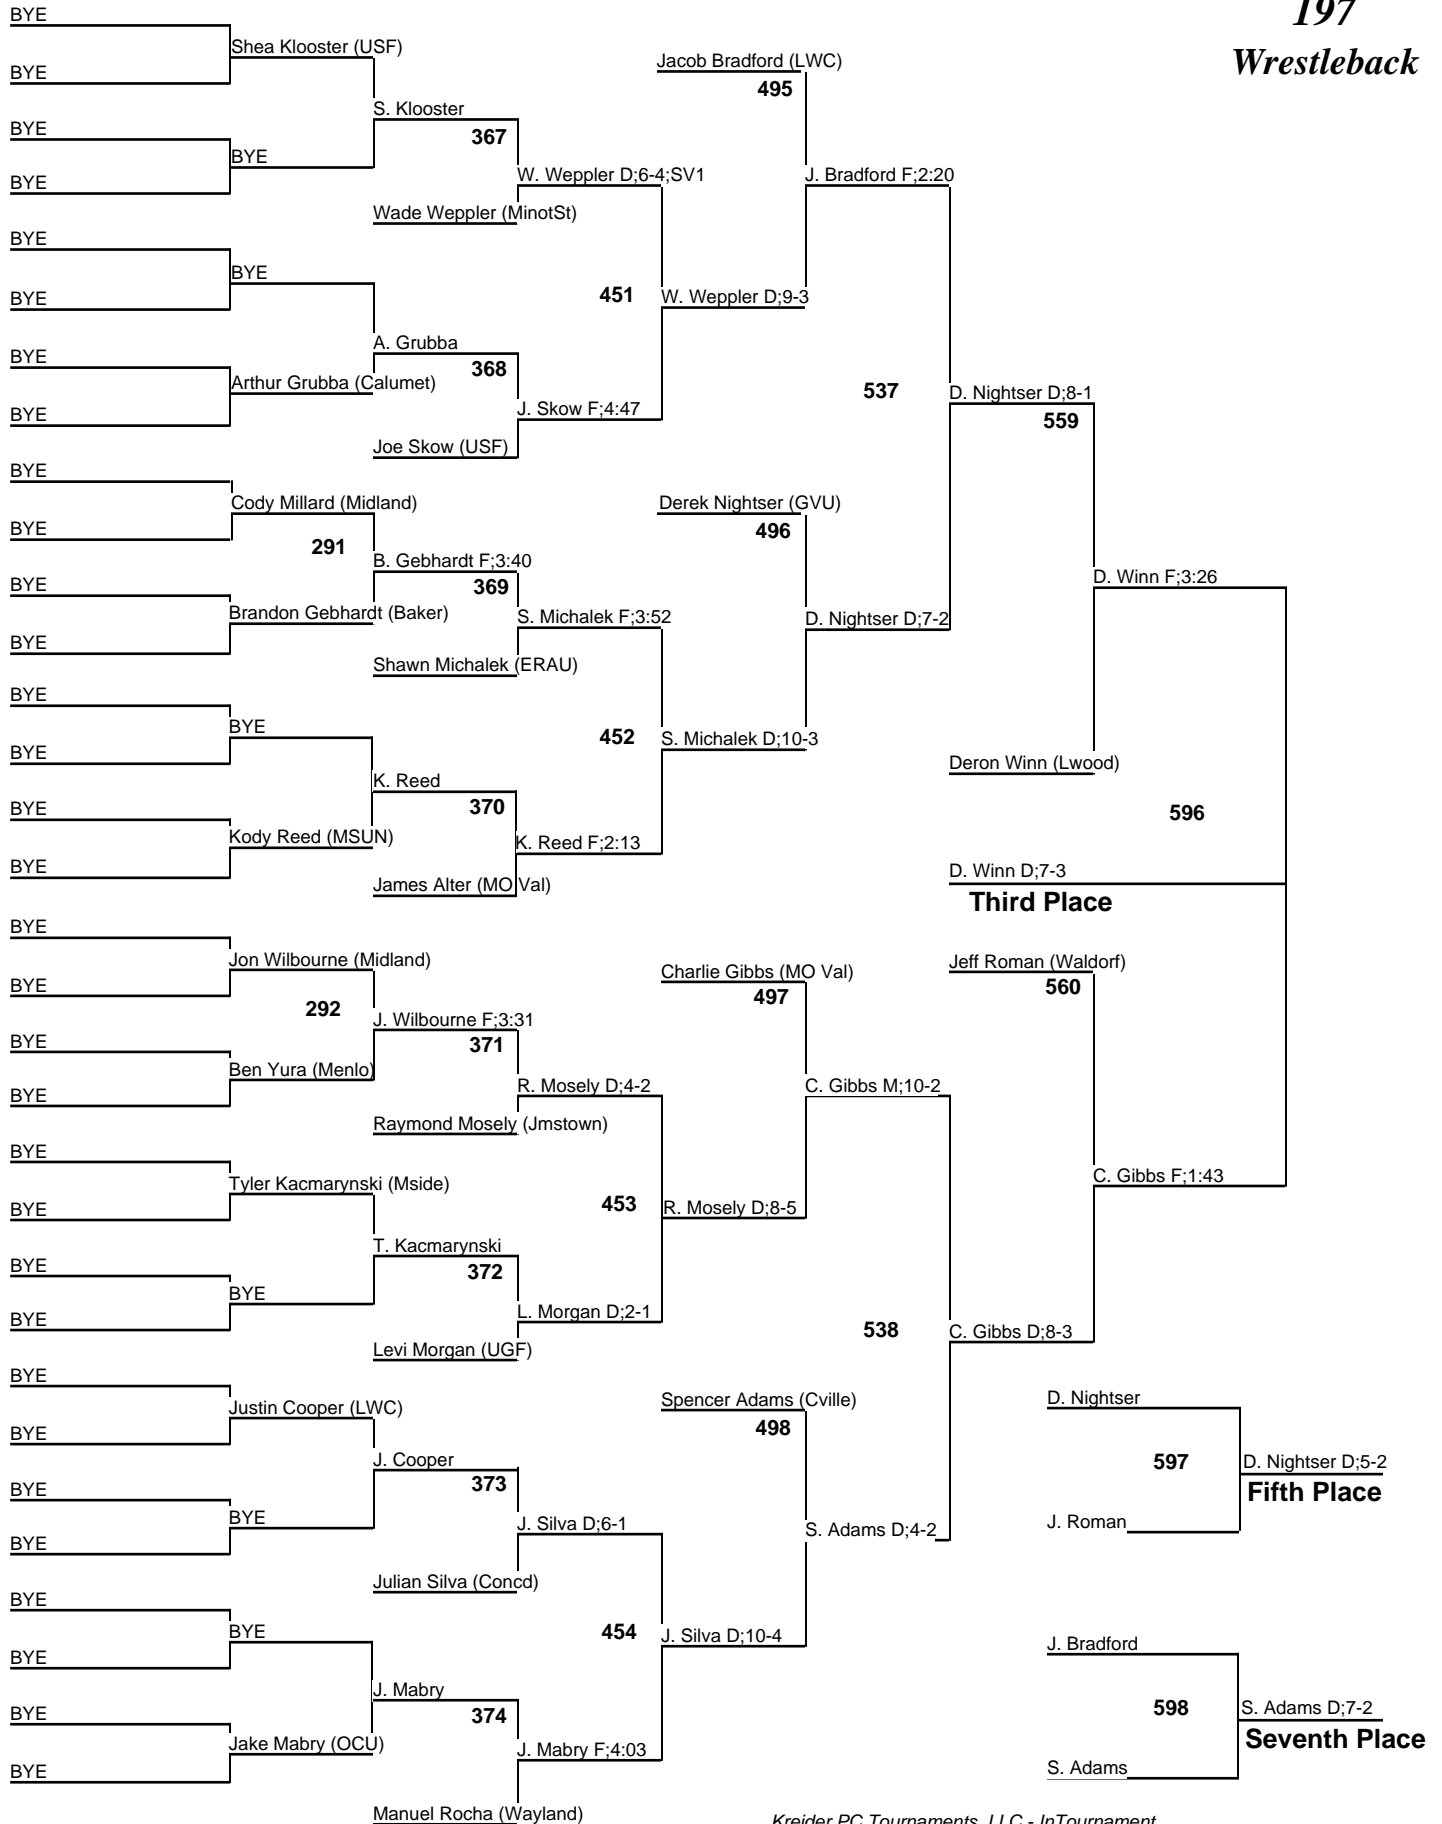 BYE
197
Shea Klooster (USF)
Jacob Bradford (LWC)
Wrestleback
BYE
495
S. Klooster
BYE
367
BYE
W. Weppler D;6-4;SV1
J. Bradford F;2:20
BYE
Wade Weppler (MinotSt)
BYE
BYE
BYE
451
W. Weppler D;9-3
A. Grubba
BYE
368
Arthur Grubba (Calumet)
537
D. Nightser D;8-1
BYE
J. Skow F;4:47
559
Joe Skow (USF)
BYE
Cody Millard (Midland)
Derek Nightser (GVU)
BYE
496
291
B. Gebhardt F;3:40
D. Winn F;3:26
BYE
369
Brandon Gebhardt (Baker)
S. Michalek F;3:52
D. Nightser D;7-2
BYE
Shawn Michalek (ERAU)
BYE
BYE
452
S. Michalek D;10-3
BYE
Deron Winn (Lwood)
K. Reed
BYE
370
596
Kody Reed (MSUN)
K. Reed F;2:13
BYE
D. Winn D;7-3
James Alter (MO Val)
Third Place
BYE
Jon Wilbourne (Midland)
Jeff Roman (Waldorf)
Charlie Gibbs (MO Val)
BYE
560
497
292
J. Wilbourne F;3:31
BYE
371
Ben Yura (Menlo)
R. Mosely D;4-2
C. Gibbs M;10-2
BYE
Raymond Mosely (Jmstown)
BYE
C. Gibbs F;1:43
Tyler Kacmarynski (Mside)
453
R. Mosely D;8-5
BYE
T. Kacmarynski
BYE
372
BYE
L. Morgan D;2-1
BYE
538
C. Gibbs D;8-3
Levi Morgan (UGF)
BYE
D. Nightser
Spencer Adams (Cville)
Justin Cooper (LWC)
498
BYE
J. Cooper
597
D. Nightser D;5-2
373
BYE
Fifth Place
BYE
J. Silva D;6-1
J. Roman
S. Adams D;4-2
BYE
Julian Silva (Concd)
BYE
BYE
454
J. Silva D;10-4
J. Bradford
BYE
J. Mabry
BYE
374
598
S. Adams D;7-2
Jake Mabry (OCU)
J. Mabry F;4:03
Seventh Place
BYE
S. Adams
Manuel Rocha (Wayland)
Kreider PC Tournaments, LLC - InTournament